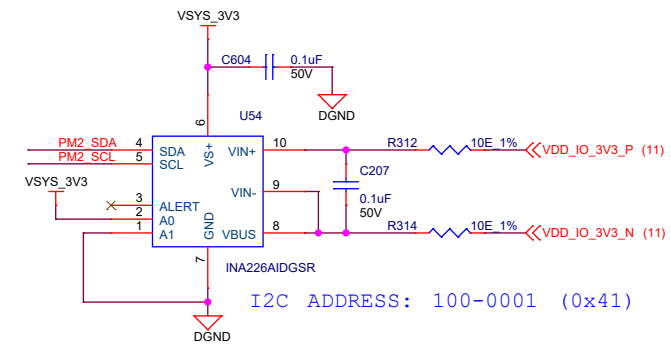 VSYS_3V3
C604
0.1uF
50V
DGND
U54
6
VS+
PM2_SDA
4
SDA
PM2_SCL
5
SCL
VIN+
10
R312
10E_1%
VDD_IO_3V3_P (11)
VSYS_3V3
C207
0.1uF
50V
VIN-
9
3
ALERT
2
A0
1
A1
GND
VBUS
8
R314
10E_1%
VDD_IO_3V3_N (11)
7
INA226AIDGSR
I2C ADDRESS: 100-0001 (0x41)
DGND